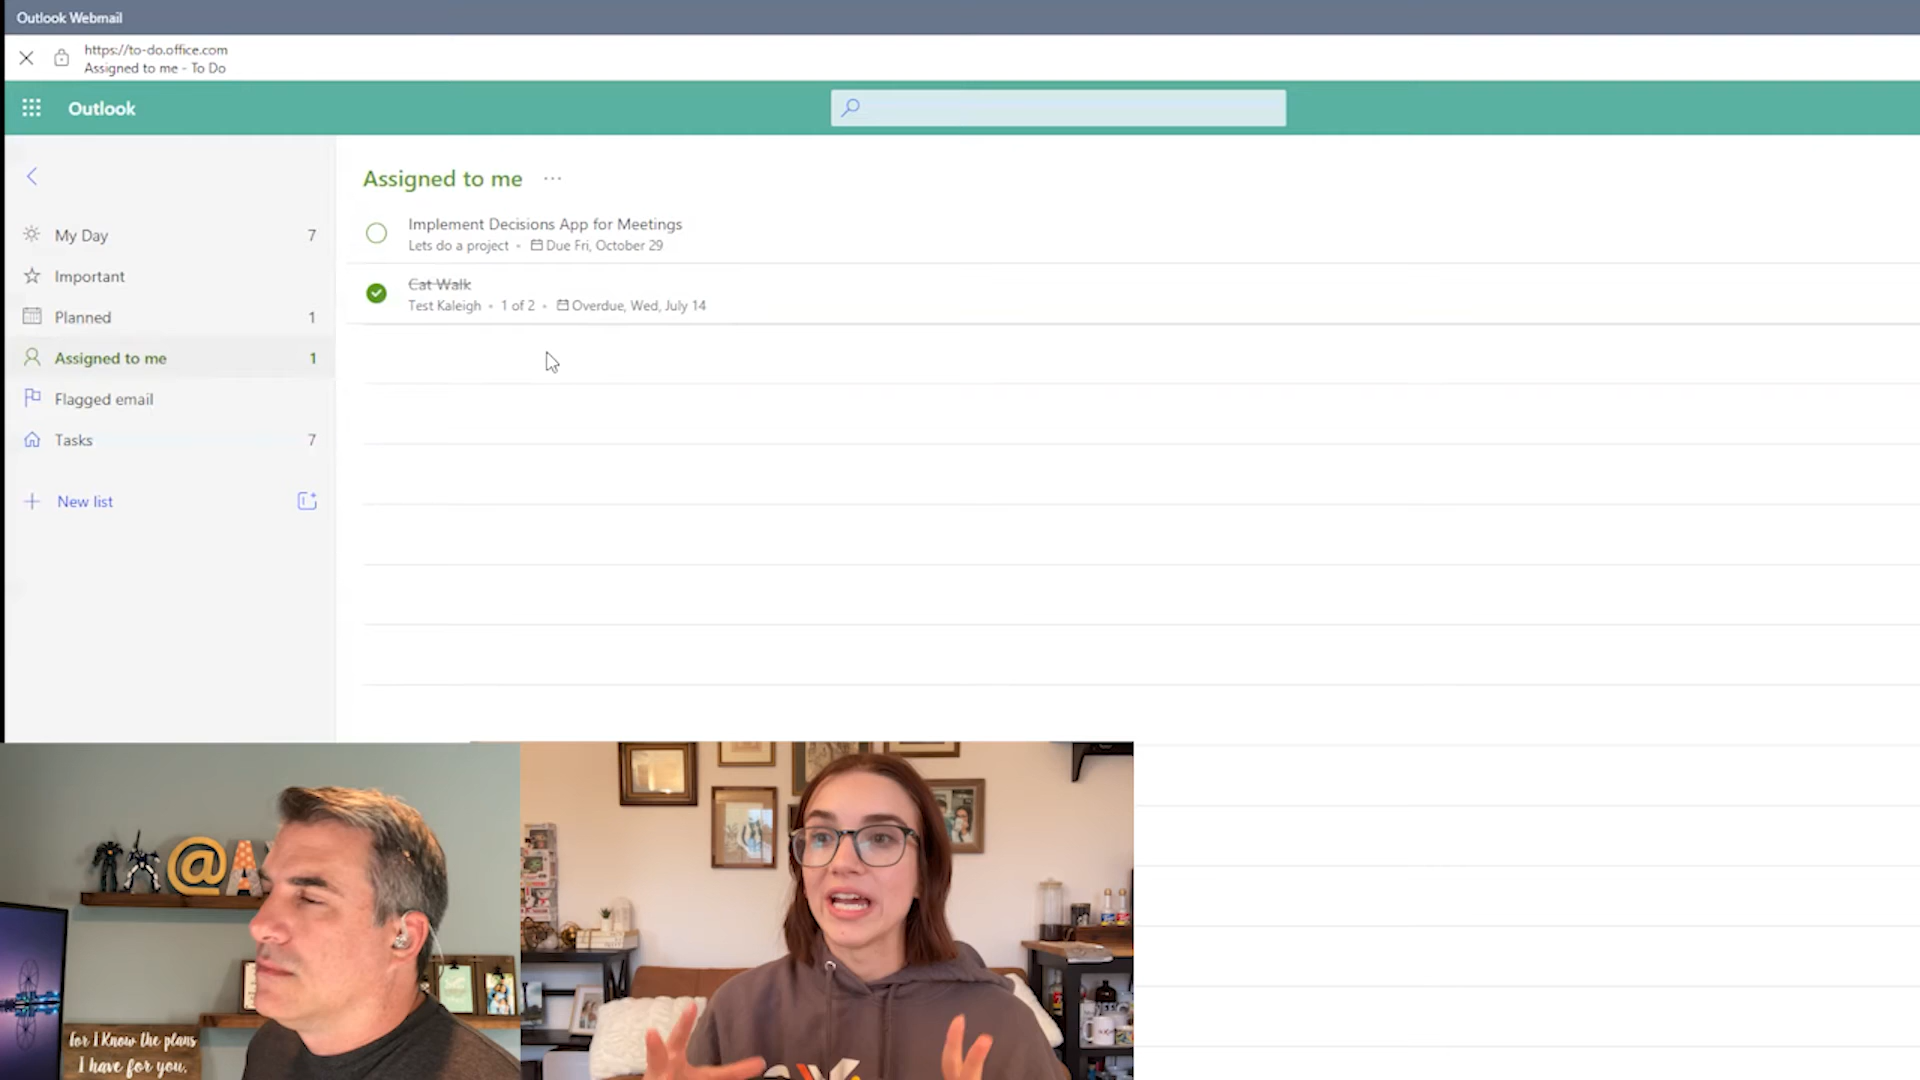 Outlook Webmail
https://to-do.office.com
Assigned to me - To Do
Outlook
Assigned to me ···
My Day 7
Important
Planned 1
Assigned to me 1
Flagged email
Tasks 7
New list
Implement Decisions App for Meetings
Lets do a project • Due Fri, October 29
Cat Walk
Test Kaleigh • 1 of 2 • Overdue, Wed, July 14
@
for I Know the plans
I have for you,